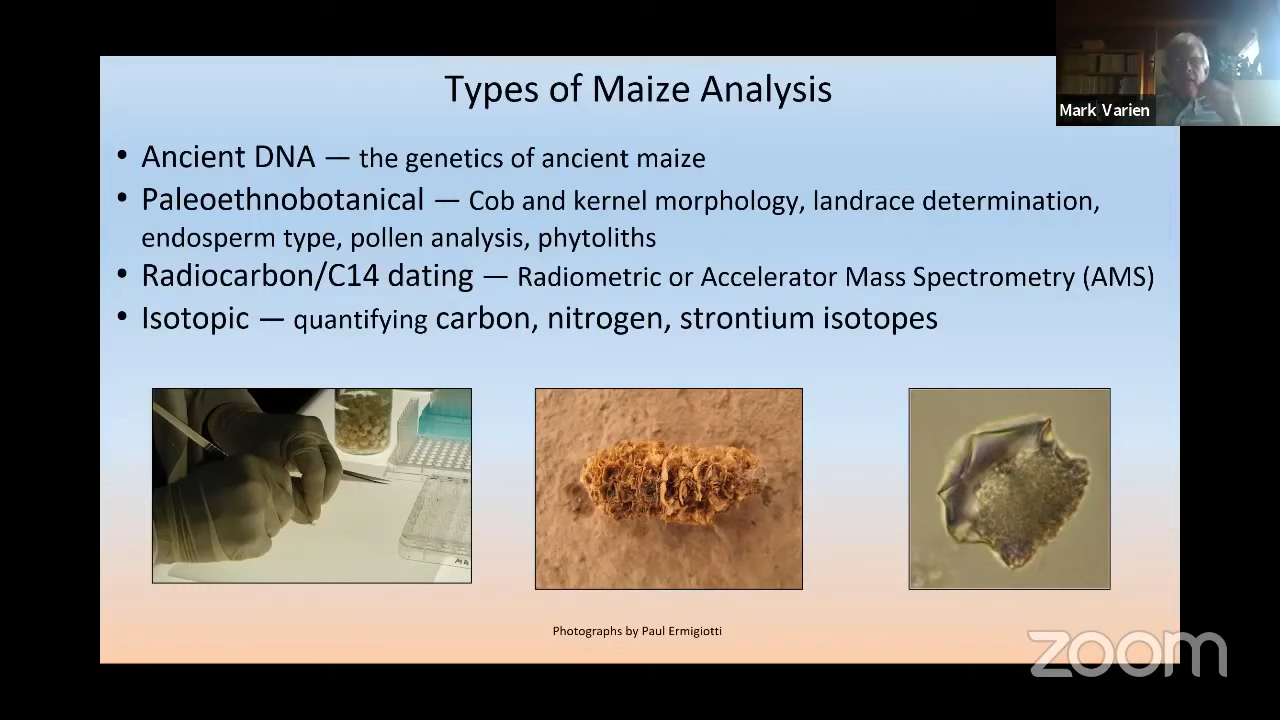 Types of Maize Analysis
Mark Varien
• Ancient DNA — the genetics of ancient maize
• Paleoethnobotanical — Cob and kernel morphology, landrace determination,
endosperm type, pollen analysis, phytoliths
• Radiocarbon/C14 dating — Radiometric or Accelerator Mass Spectrometry (AMS)
• Isotopic — quantifying carbon, nitrogen, strontium isotopes
Photographs by Paul Ermigiotti
zoom